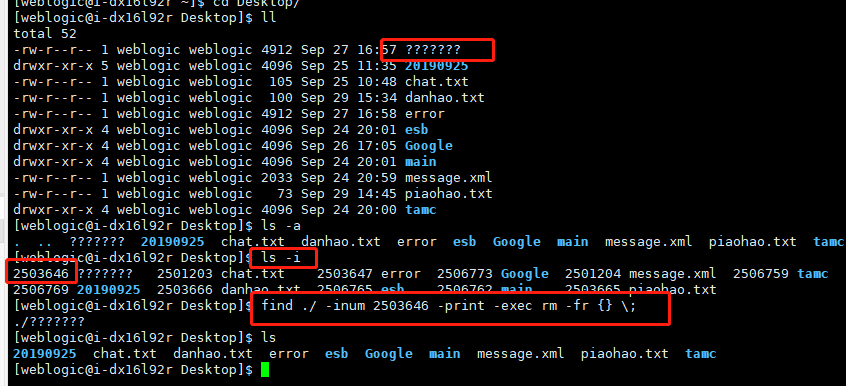 [weblogic@i-dx16l92r ~]$ cd Desktop/
[weblogic@i-dx16l92r Desktop]$ ll
total 52
-rw-r--r-- 1 weblogic weblogic 4912 Sep 27 16:57 ???????
drwxr-xr-x 5 weblogic weblogic 4096 Sep 25 11:35 20190925
-rw-r--r-- 1 weblogic weblogic  105 Sep 25 10:48 chat.txt
-rw-r--r-- 1 weblogic weblogic  100 Sep 29 15:34 danhao.txt
-rw-r--r-- 1 weblogic weblogic 4912 Sep 27 16:58 error
drwxr-xr-x 4 weblogic weblogic 4096 Sep 24 20:01 esb
drwxr-xr-x 4 weblogic weblogic 4096 Sep 26 17:05 Google
drwxr-xr-x 4 weblogic weblogic 4096 Sep 24 20:01 main
-rw-r--r-- 1 weblogic weblogic 2033 Sep 24 20:59 message.xml
-rw-r--r-- 1 weblogic weblogic   73 Sep 29 14:45 piaohao.txt
drwxr-xr-x 4 weblogic weblogic 4096 Sep 24 20:00 tamc
[weblogic@i-dx16l92r Desktop]$ ls -a
.  ..  ???????  20190925  chat.txt  danhao.txt  error  esb  Google  main  message.xml  piaohao.txt  tamc
[weblogic@i-dx16l92r Desktop]$ ls -i
2503646 ???????   2501203 chat.txt    2503647 error  2506773 Google  2501204 message.xml  2506759 tamc
2506769 20190925  2503666 danhao.txt  2506765 esb    2506762 main    2503665 piaohao.txt
[weblogic@i-dx16l92r Desktop]$ find ./ -inum 2503646 -print -exec rm -fr {} \;
./???????
[weblogic@i-dx16l92r Desktop]$ ls
20190925  chat.txt  danhao.txt  error  esb  Google  main  message.xml  piaohao.txt  tamc
[weblogic@i-dx16l92r Desktop]$